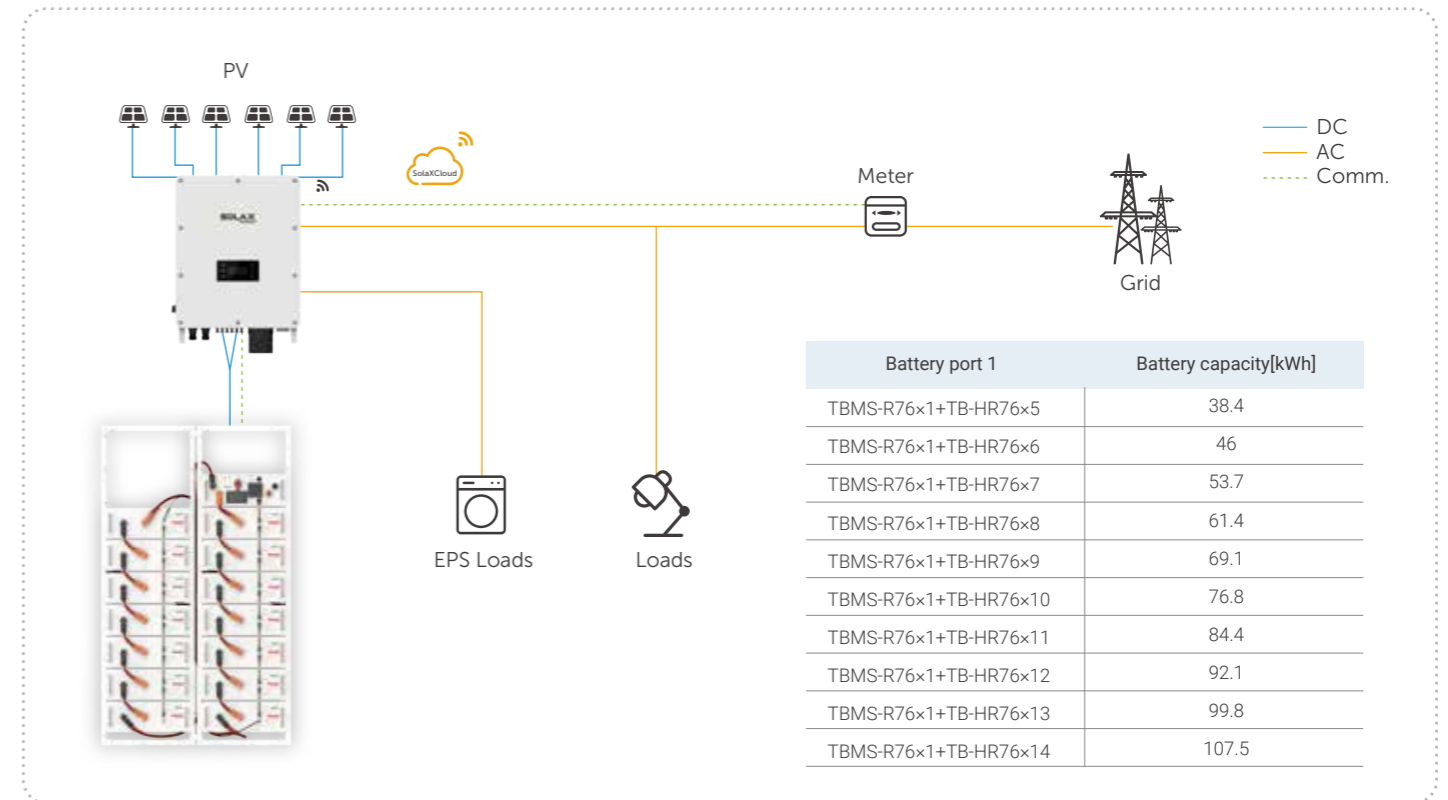 PV
DC
AC
Comm.
SolaXCloud
Meter
SOLAX
Grid
EPS Loads
Loads
Battery port 1 Battery capacity[kWh]
TBMS-R76×1+TB-HR76×5 38.4
TBMS-R76×1+TB-HR76×6 46
TBMS-R76×1+TB-HR76×7 53.7
TBMS-R76×1+TB-HR76×8 61.4
TBMS-R76×1+TB-HR76×9 69.1
TBMS-R76×1+TB-HR76×10 76.8
TBMS-R76×1+TB-HR76×11 84.4
TBMS-R76×1+TB-HR76×12 92.1
TBMS-R76×1+TB-HR76×13 99.8
TBMS-R76×1+TB-HR76×14 107.5